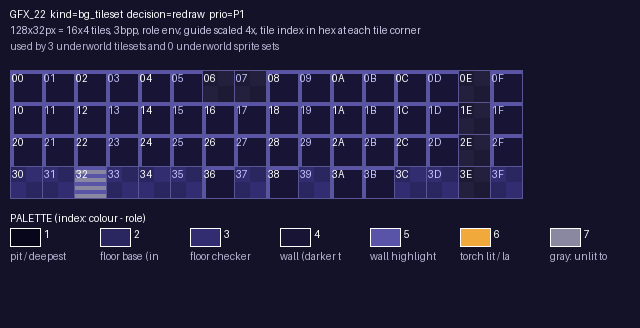 GFX_22 kind=bg_tileset decision=redraw prio=P1
128x32px = 16x4 tiles, 3bpp, role env; guide scaled 4x, tile index in hex at each tile corner
used by 3 underworld tilesets and 0 underworld sprite sets
00 01 02 03 04 05 06 07 08 09 0A 0B 0C 0D 0E 0F
10 11 12 13 14 15 16 17 18 19 1A 1B 1C 1D 1E 1F
20 21 22 23 24 25 26 27 28 29 2A 2B 2C 2D 2E 2F
30 31 32 33 34 35 36 37 38 39 3A 3B 3C 3D 3E 3F
PALETTE (index: colour - role)
1 2 3 4 5 6 7
pit / deepest floor base (in floor checker wall (darker t wall highlight torch lit / la gray: unlit to